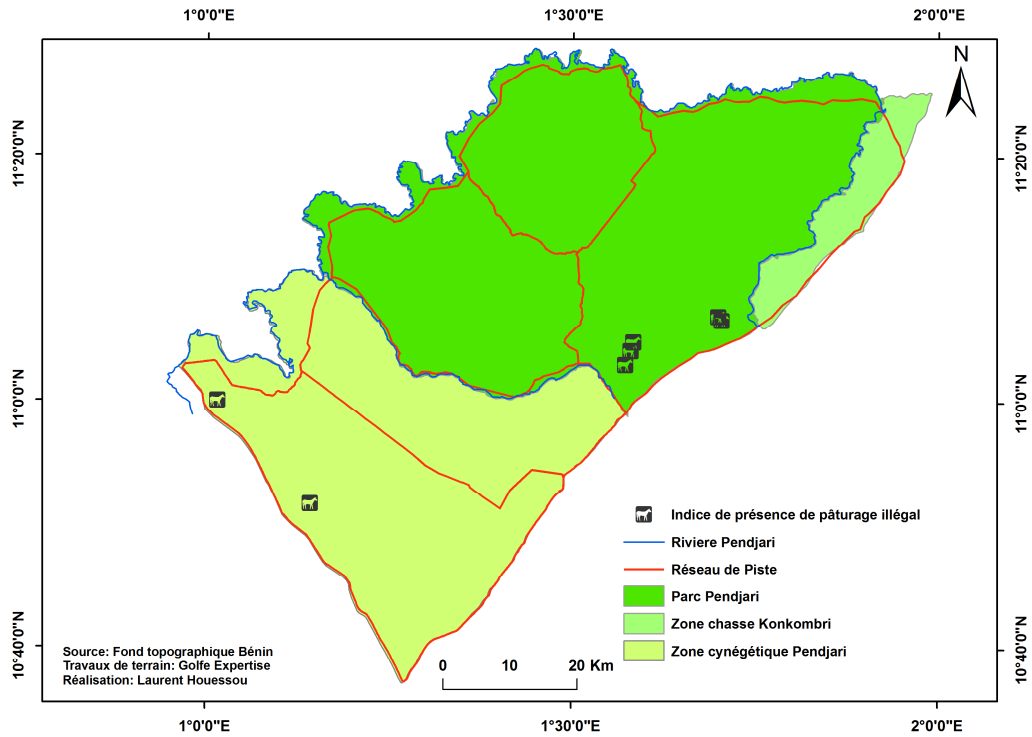 1°0'0"E
1°30'0"E
2°0'0"E
N
11°20'0"N
11°20'0"N
11°0'0"N
11°0'0"N
10°40'0"N
10°40'0"N
Indice de présence de pâturage illégal
Riviere Pendjari
Réseau de Piste
Parc Pendjari
Zone chasse Konkombri
Zone cynégétique Pendjari
Source: Fond topographique Bénin
Travaux de terrain: Golfe Expertise
Réalisation: Laurent Houessou
0 10 20 Km
1°0'0"E
1°30'0"E
2°0'0"E